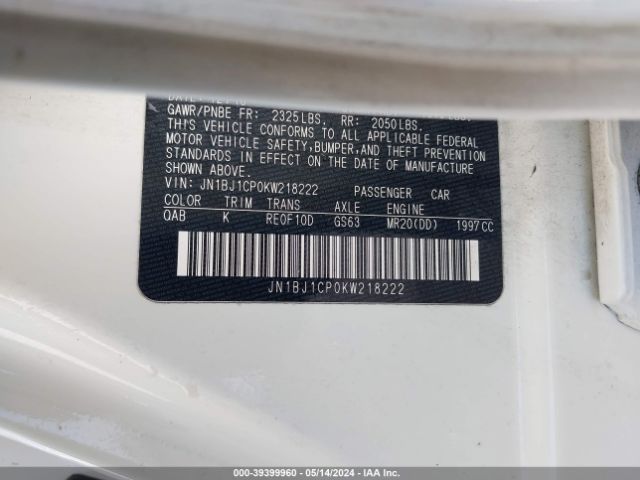 GAWR/PNBE FR: 2325LBS. RR: 2050LBS.
THIS VEHICLE CONFORMS TO ALL APPLICABLE FEDERAL
MOTOR VEHICLE SAFETY,BUMPER,AND THEFT PREVENTION
STANDARDS IN EFFECT ON THE DATE OF MANUFACTURE
SHOWN ABOVE.
VIN: JN1BJ1CP0KW218222 PASSENGER CAR
COLOR TRIM TRANS AXLE ENGINE
QAB K RE0F10D GS63 MR20(DD) 1997CC
JN1BJ1CP0KW218222
000-39399960 - 05/14/2024 - IAA Inc.